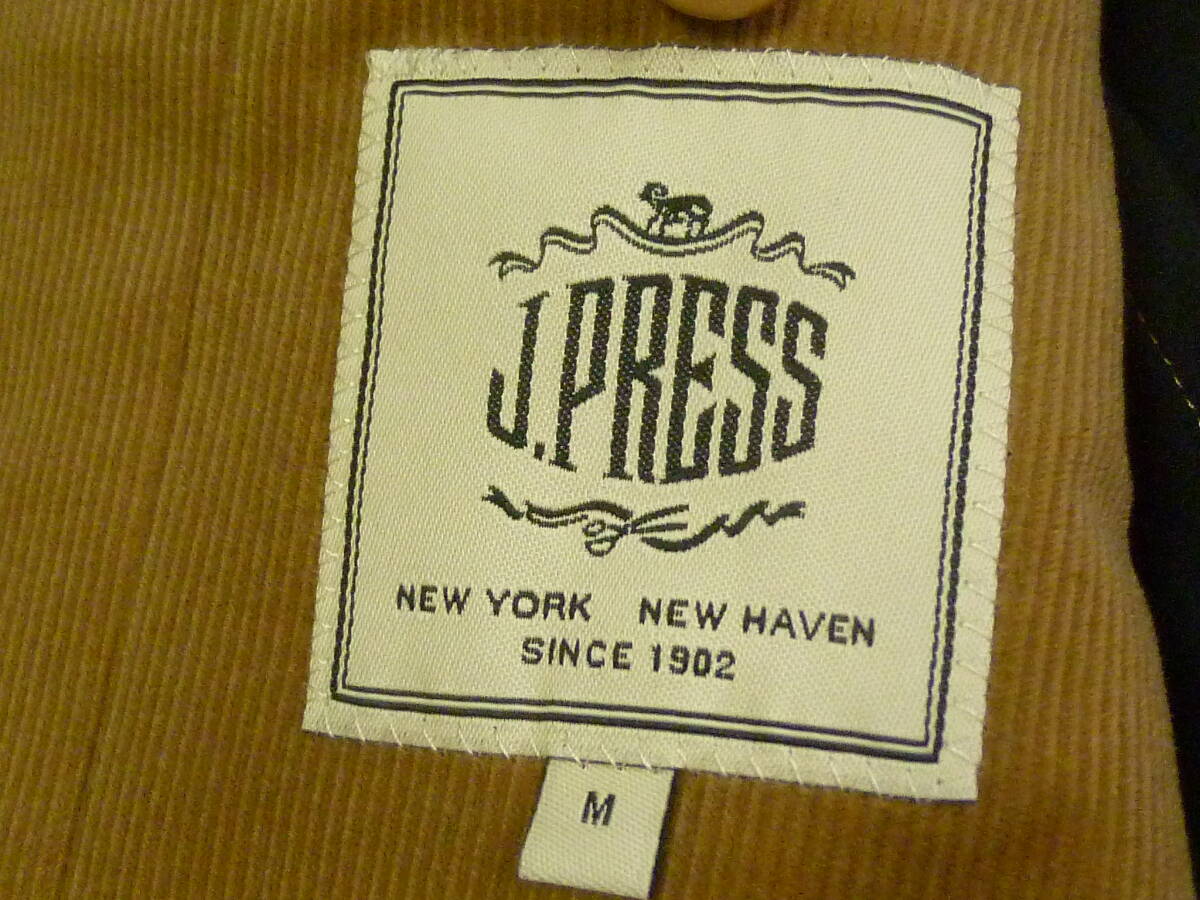 J.PRESS
NEW YORK NEW HAVEN
SINCE 1902
M